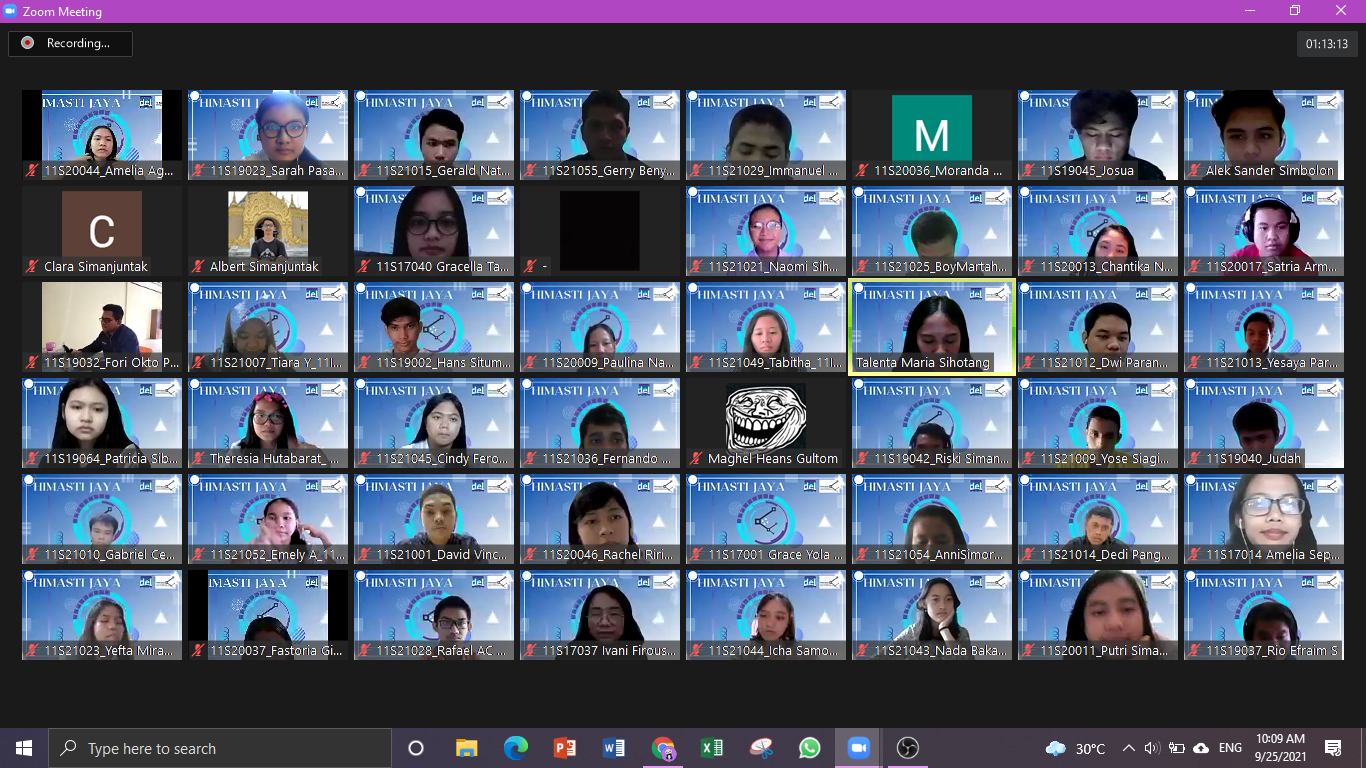 Zoom Meeting
Recording...
01:13:13
HIMASTI JAYA
11S20044_Amelia Ag...
11S19023_Sarah Pasa...
11S21015_Gerald Nat...
11S21055_Gerry Beny...
11S21029_Immanuel ...
M
11S20036_Moranda ...
11S19045_Josua
Alek Sander Simbolon
C
Clara Simanjuntak
Albert Simanjuntak
11S17040 Gracella Ta...
-
11S21021_Naomi Sih...
11S21025_BoyMartah...
11S20013_Chantika N...
11S20017_Satria Arm...
11S19032_Fori Okto P...
11S21007_Tiara Y_11I...
11S19002_Hans Situm...
11S20009_Paulina Na...
11S21049_Tabitha_11I...
Talenta Maria Sihotang
11S21012_Dwi Paran...
11S21013_Yesaya Par...
11S19064_Patricia Sib...
Theresia Hutabarat_ ...
11S21045_Cindy Fero...
11S21036_Fernando ...
Maghel Heans Gultom
11S19042_Riski Siman...
11S21009_Yose Siagi...
11S19040_Judah
11S21010_Gabriel Ce...
11S21052_Emely A_11...
11S21001_David Vinc...
11S20046_Rachel Riri...
11S17001 Grace Yola ...
11S21054_AnniSimor...
11S21014_Dedi Pang...
11S17014 Amelia Sep...
11S21023_Yefta Mira...
11S20037_Fastoria Gi...
11S21028_Rafael AC ...
11S17037 Ivani Firous...
11S21044_Icha Samo...
11S21043_Nada Baka...
11S20011_Putri Sima...
11S19037_Rio Efraim S
Type here to search
30°C
ENG
10:09 AM
9/25/2021